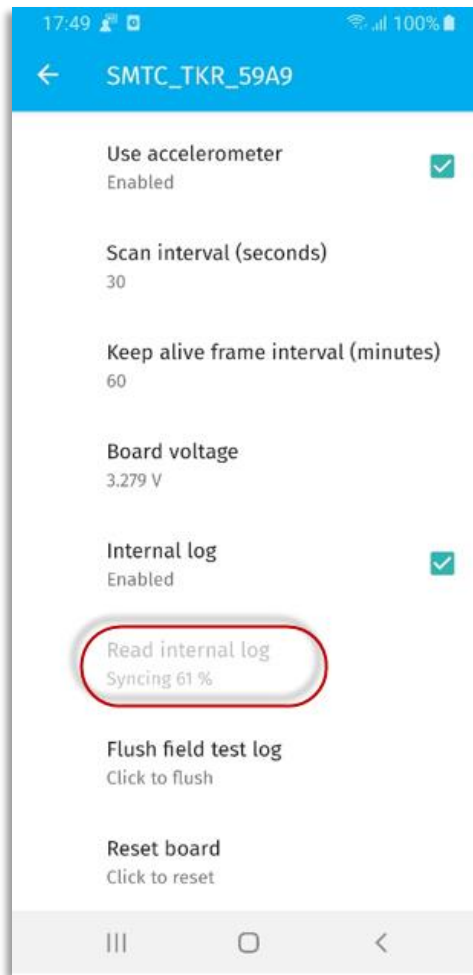 17:49 100%
SMTC_TKR_59A9
Use accelerometer
Enabled
Scan interval (seconds)
30
Keep alive frame interval (minutes)
60
Board voltage
3.279 V
Internal log
Enabled
Read internal log
Syncing 61 %
Flush field test log
Click to flush
Reset board
Click to reset